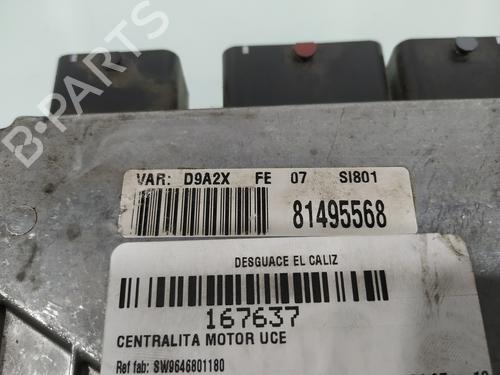 B-PARTS
VAR: D9A2X FE 07 SI801
81495568
DESGUACE EL CALIZ
167637
CENTRALITA MOTOR UCE
Ref fab: SW9646801180